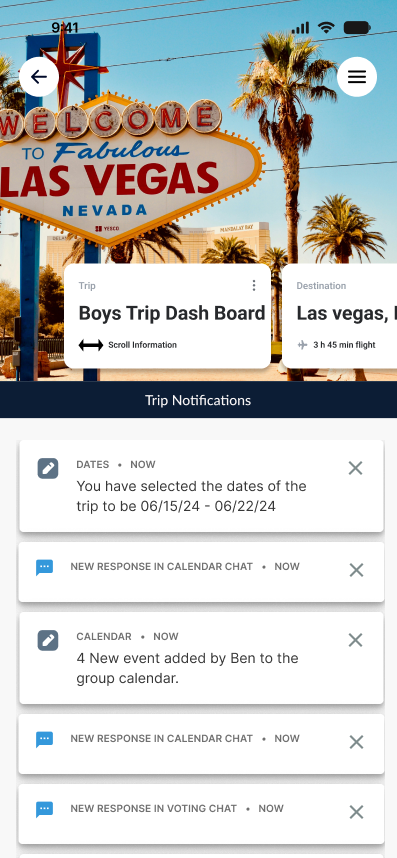 9:41
WELCOME
TO Fabulous
LAS VEGAS
NEVADA
YESCO
MANDALAY BAY
Trip
Boys Trip Dash Board
Scroll Information
Destination
Las vegas,
3 h 45 min flight
Trip Notifications
DATES • NOW
You have selected the dates of the
trip to be 06/15/24 - 06/22/24
NEW RESPONSE IN CALENDAR CHAT • NOW
CALENDAR • NOW
4 New event added by Ben to the
group calendar.
NEW RESPONSE IN CALENDAR CHAT • NOW
NEW RESPONSE IN VOTING CHAT • NOW